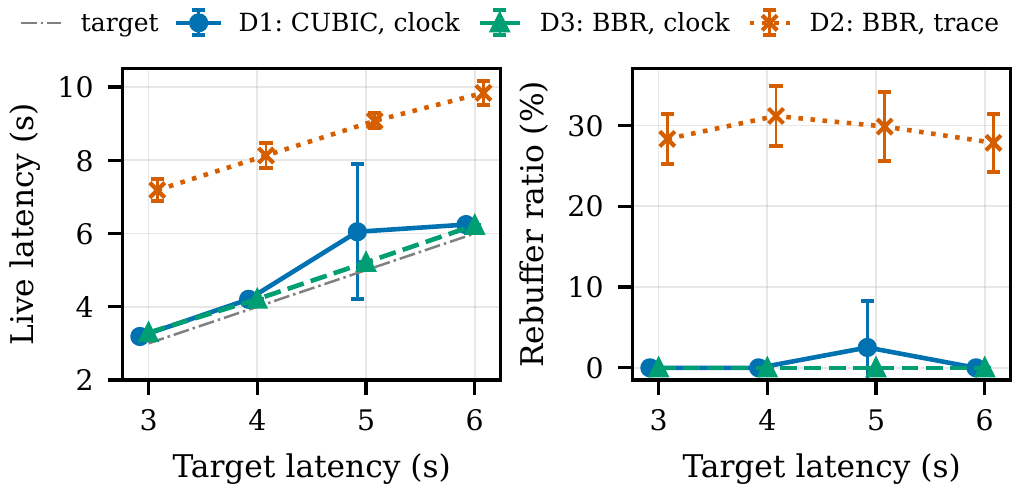 target D1: CUBIC, clock D3: BBR, clock D2: BBR, trace
Live latency (s)
10
8
6
4
2
3 4 5 6
Target latency (s)
Rebuffer ratio (%)
30
20
10
0
3 4 5 6
Target latency (s)